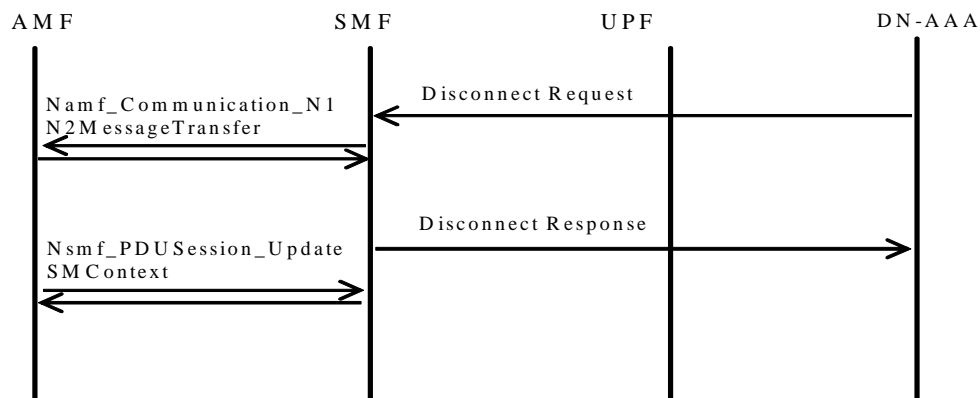 AMF
SMF
UPF
DN-AAA
Disconnect Request
Namf_Communication_N1
N2MessageTransfer
Disconnect Response
Nsmf_PDUSession_Update
SMContext